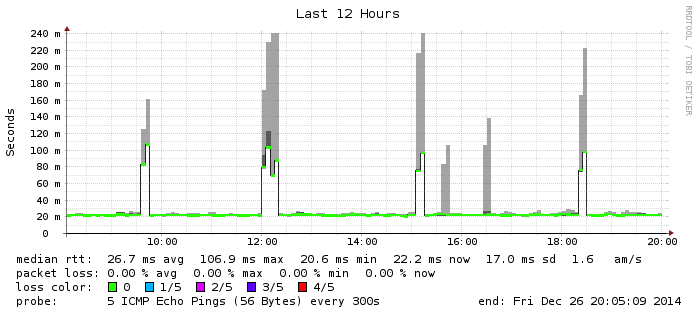 Last 12 Hours
RRDTOOL / TOBI OETIKER
Seconds
240 m
220 m
200 m
180 m
160 m
140 m
120 m
100 m
80 m
60 m
40 m
20 m
0
10:00 12:00 14:00 16:00 18:00 20:00
median rtt: 26.7 ms avg 106.9 ms max 20.6 ms min 22.2 ms now 17.0 ms sd 1.6 am/s
packet loss: 0.00 % avg 0.00 % max 0.00 % min 0.00 % now
loss color: 0 1/5 2/5 3/5 4/5
probe: 5 ICMP Echo Pings (56 Bytes) every 300s end: Fri Dec 26 20:05:09 2014